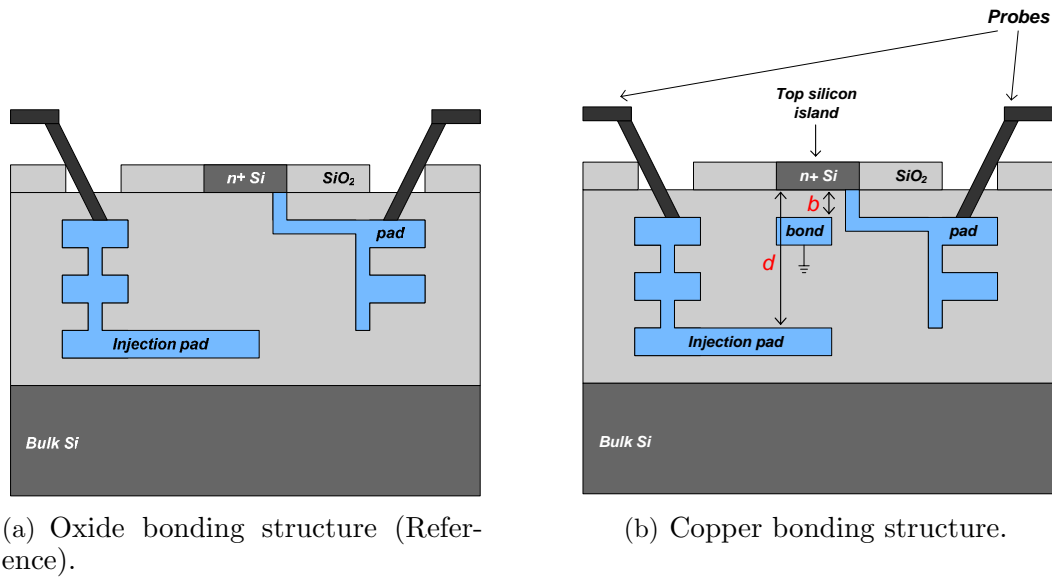 Probes
Top silicon
island
n+ Si
SiO2
pad
Injection pad
Bulk Si
n+ Si
SiO2
b
bond
pad
d
Injection pad
Bulk Si
(a) Oxide bonding structure (Refer-
ence).
(b) Copper bonding structure.